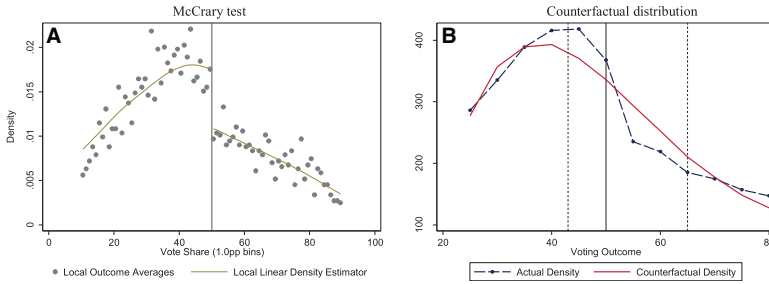 McCrary test
A
.02
.015
.01
.005
0
Density
0 20 40 60 80 100
Vote Share (1.0pp bins)
Local Outcome Averages Local Linear Density Estimator
Counterfactual distribution
B
400
300
200
100
20 40 60 80
Voting Outcome
Actual Density Counterfactual Density